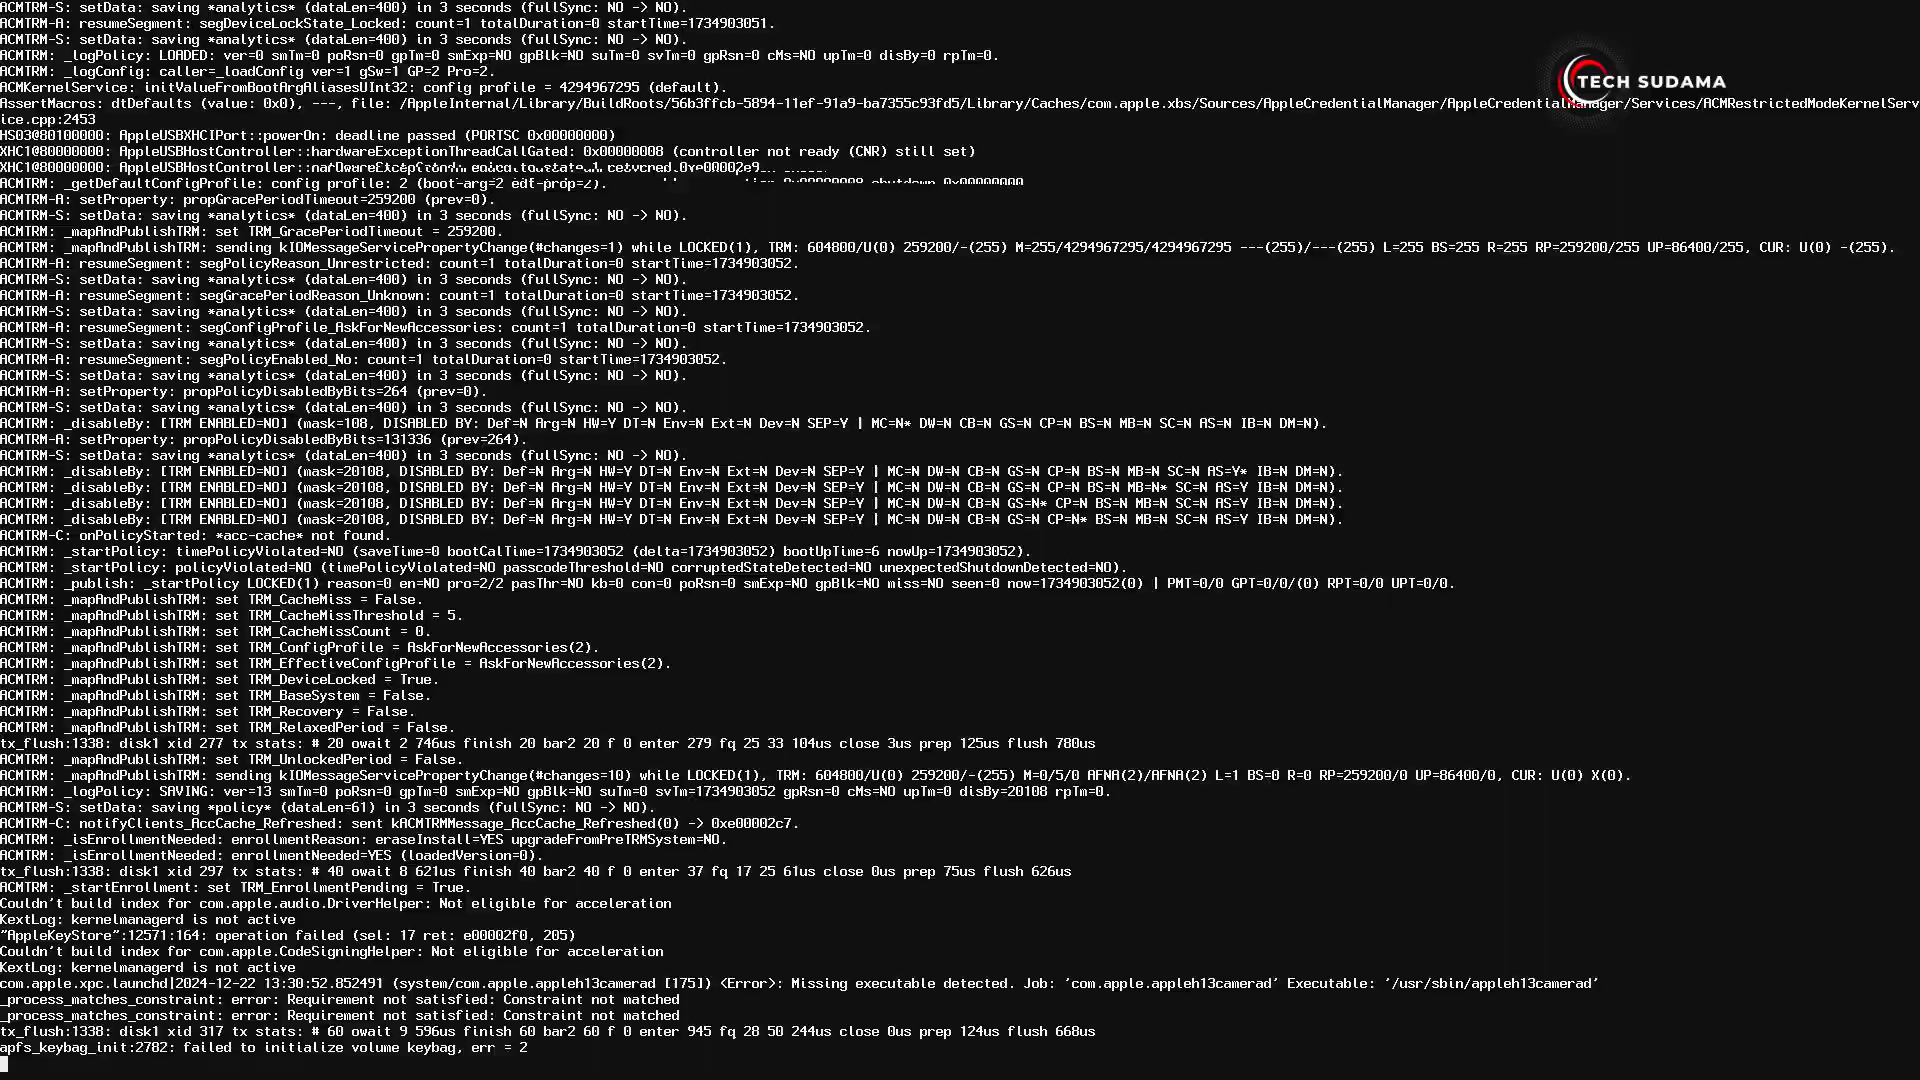 ACMTRM-S: setData: saving *analytics* (dataLen=400) in 3 seconds (fullSync: NO -> NO).
ACMTRM-A: resumeSegment: segDeviceLockState_Locked: count=1 totalDuration=0 startTime=1734903051.
ACMTRM-S: setData: saving *analytics* (dataLen=400) in 3 seconds (fullSync: NO -> NO).
ACMTRM: _logPolicy: LOADED: ver=0 smTm=0 poRsn=0 gpTm=0 smExp=NO gpBlk=NO suTm=0 svTm=0 gpRsn=0 cMs=NO upTm=0 disBy=0 rpTm=0.
ACMTRM: _logConfig: caller=_loadConfig ver=1 gSw=1 GP=2 Pro=2.
TECH SUDAMA
ACMKernelService: initValueFromBootArgAliasesUInt32: config profile = 4294967295 (default).
AssertMacros: dtDefaults (value: 0x0), ---, file: /AppleInternal/Library/BuildRoots/56b3ffcb-5894-11ef-91a9-ba7355c93fd5/Library/Caches/com.apple.xbs/Sources/AppleCredentialManager/AppleCredentialManager/Services/ACMRestrictedModeKernelServ
ice.cpp:2453
HS03@80100000: AppleUSBXHCIPort::powerOn: deadline passed (PORTSC 0x00000000)
XHC1@80000000: AppleUSBHostController::hardwareExceptionThreadCallGated: 0x00000008 (controller not ready (CNR) still set)
XHC1@80000000: AppleUSBHostController::
ACMTRM: _getDefaultConfigProfile: config profile: 2 (boot-arg=2 edt-prop=2).
ACMTRM-A: setProperty: propGracePeriodTimeout=259200 (prev=0).
ACMTRM-S: setData: saving *analytics* (dataLen=400) in 3 seconds (fullSync: NO -> NO).
ACMTRM: _mapAndPublishTRM: set TRM_GracePeriodTimeout = 259200.
ACMTRM: _mapAndPublishTRM: sending kIOMessageServicePropertyChange(#changes=1) while LOCKED(1), TRM: 604800/U(0) 259200/-(255) M=255/4294967295/4294967295 ---(255)/---(255) L=255 BS=255 R=255 RP=259200/255 UP=86400/255, CUR: U(0) -(255).
ACMTRM-A: resumeSegment: segPolicyReason_Unrestricted: count=1 totalDuration=0 startTime=1734903052.
ACMTRM-S: setData: saving *analytics* (dataLen=400) in 3 seconds (fullSync: NO -> NO).
ACMTRM-A: resumeSegment: segGracePeriodReason_Unknown: count=1 totalDuration=0 startTime=1734903052.
ACMTRM-S: setData: saving *analytics* (dataLen=400) in 3 seconds (fullSync: NO -> NO).
ACMTRM-A: resumeSegment: segConfigProfile_AskForNewAccessories: count=1 totalDuration=0 startTime=1734903052.
ACMTRM-S: setData: saving *analytics* (dataLen=400) in 3 seconds (fullSync: NO -> NO).
ACMTRM-A: resumeSegment: segPolicyEnabled_No: count=1 totalDuration=0 startTime=1734903052.
ACMTRM-S: setData: saving *analytics* (dataLen=400) in 3 seconds (fullSync: NO -> NO).
ACMTRM-A: setProperty: propPolicyDisabledByBits=264 (prev=0).
ACMTRM-S: setData: saving *analytics* (dataLen=400) in 3 seconds (fullSync: NO -> NO).
ACMTRM: _disableBy: [TRM ENABLED=NO] (mask=108, DISABLED BY: Def=N Arg=N HW=Y DT=N Env=N Ext=N Dev=N SEP=Y | MC=N* DW=N CB=N GS=N CP=N BS=N MB=N SC=N AS=N IB=N DM=N).
ACMTRM-A: setProperty: propPolicyDisabledByBits=131336 (prev=264).
ACMTRM-S: setData: saving *analytics* (dataLen=400) in 3 seconds (fullSync: NO -> NO).
ACMTRM: _disableBy: [TRM ENABLED=NO] (mask=20108, DISABLED BY: Def=N Arg=N HW=Y DT=N Env=N Ext=N Dev=N SEP=Y | MC=N DW=N CB=N GS=N CP=N BS=N MB=N SC=N AS=Y* IB=N DM=N).
ACMTRM: _disableBy: [TRM ENABLED=NO] (mask=20108, DISABLED BY: Def=N Arg=N HW=Y DT=N Env=N Ext=N Dev=N SEP=Y | MC=N DW=N CB=N GS=N CP=N BS=N MB=N* SC=N AS=Y IB=N DM=N).
ACMTRM: _disableBy: [TRM ENABLED=NO] (mask=20108, DISABLED BY: Def=N Arg=N HW=Y DT=N Env=N Ext=N Dev=N SEP=Y | MC=N DW=N CB=N GS=N* CP=N BS=N MB=N SC=N AS=Y IB=N DM=N).
ACMTRM: _disableBy: [TRM ENABLED=NO] (mask=20108, DISABLED BY: Def=N Arg=N HW=Y DT=N Env=N Ext=N Dev=N SEP=Y | MC=N DW=N CB=N GS=N CP=N* BS=N MB=N SC=N AS=Y IB=N DM=N).
ACMTRM-C: onPolicyStarted: *acc-cache* not found.
ACMTRM: _startPolicy: timePolicyViolated=NO (saveTime=0 bootCalTime=1734903052 (delta=1734903052) bootUpTime=6 nowUp=1734903052).
ACMTRM: _startPolicy: policyViolated=NO (timePolicyViolated=NO passcodeThreshold=NO corruptedStateDetected=NO unexpectedShutdownDetected=NO).
ACMTRM: _publish: _startPolicy LOCKED(1) reason=0 en=NO pro=2/2 pasThr=NO kb=0 con=0 poRsn=0 smExp=NO gpBlk=NO miss=NO seen=0 now=1734903052(0) | PMT=0/0 GPT=0/0/(0) RPT=0/0 UPT=0/0.
ACMTRM: _mapAndPublishTRM: set TRM_CacheMiss = False.
ACMTRM: _mapAndPublishTRM: set TRM_CacheMissThreshold = 5.
ACMTRM: _mapAndPublishTRM: set TRM_CacheMissCount = 0.
ACMTRM: _mapAndPublishTRM: set TRM_ConfigProfile = AskForNewAccessories(2).
ACMTRM: _mapAndPublishTRM: set TRM_EffectiveConfigProfile = AskForNewAccessories(2).
ACMTRM: _mapAndPublishTRM: set TRM_DeviceLocked = True.
ACMTRM: _mapAndPublishTRM: set TRM_BaseSystem = False.
ACMTRM: _mapAndPublishTRM: set TRM_Recovery = False.
ACMTRM: _mapAndPublishTRM: set TRM_RelaxedPeriod = False.
tx_flush:1338: disk1 xid 277 tx stats: # 20 owait 2 746us finish 20 bar2 20 f 0 enter 279 fq 25 33 104us close 3us prep 125us flush 780us
ACMTRM: _mapAndPublishTRM: set TRM_UnlockedPeriod = False.
ACMTRM: _mapAndPublishTRM: sending kIOMessageServicePropertyChange(#changes=10) while LOCKED(1), TRM: 604800/U(0) 259200/-(255) M=0/5/0 AFNA(2)/AFNA(2) L=1 BS=0 R=0 RP=259200/0 UP=86400/0, CUR: U(0) X(0).
ACMTRM: _logPolicy: SAVING: ver=13 smTm=0 poRsn=0 gpTm=0 smExp=NO gpBlk=NO suTm=0 svTm=1734903052 gpRsn=0 cMs=NO upTm=0 disBy=20108 rpTm=0.
ACMTRM-S: setData: saving *policy* (dataLen=61) in 3 seconds (fullSync: NO -> NO).
ACMTRM-C: notifyClients_AccCache_Refreshed: sent kACMTRMMessage_AccCache_Refreshed(0) -> 0xe00002c7.
ACMTRM: _isEnrollmentNeeded: enrollmentReason: eraseInstall=YES upgradeFromPreTRMSystem=NO.
ACMTRM: _isEnrollmentNeeded: enrollmentNeeded=YES (loadedVersion=0).
tx_flush:1338: disk1 xid 297 tx stats: # 40 owait 8 621us finish 40 bar2 40 f 0 enter 37 fq 17 25 61us close 0us prep 75us flush 626us
ACMTRM: _startEnrollment: set TRM_EnrollmentPending = True.
Couldn't build index for com.apple.audio.DriverHelper: Not eligible for acceleration
KextLog: kernelmanagerd is not active
"AppleKeyStore":12571:164: operation failed (sel: 17 ret: e00002f0, 205)
Couldn't build index for com.apple.CodeSigningHelper: Not eligible for acceleration
KextLog: kernelmanagerd is not active
com.apple.xpc.launchd|2024-12-22 13:30:52.852491 (system/com.apple.appleh13camerad [175]) <Error>: Missing executable detected. Job: 'com.apple.appleh13camerad' Executable: '/usr/sbin/appleh13camerad'
_process_matches_constraint: error: Requirement not satisfied: Constraint not matched
_process_matches_constraint: error: Requirement not satisfied: Constraint not matched
tx_flush:1338: disk1 xid 317 tx stats: # 60 owait 9 596us finish 60 bar2 60 f 0 enter 945 fq 28 50 244us close 0us prep 124us flush 668us
apfs_keybag_init:2782: failed to initialize volume keybag, err = 2